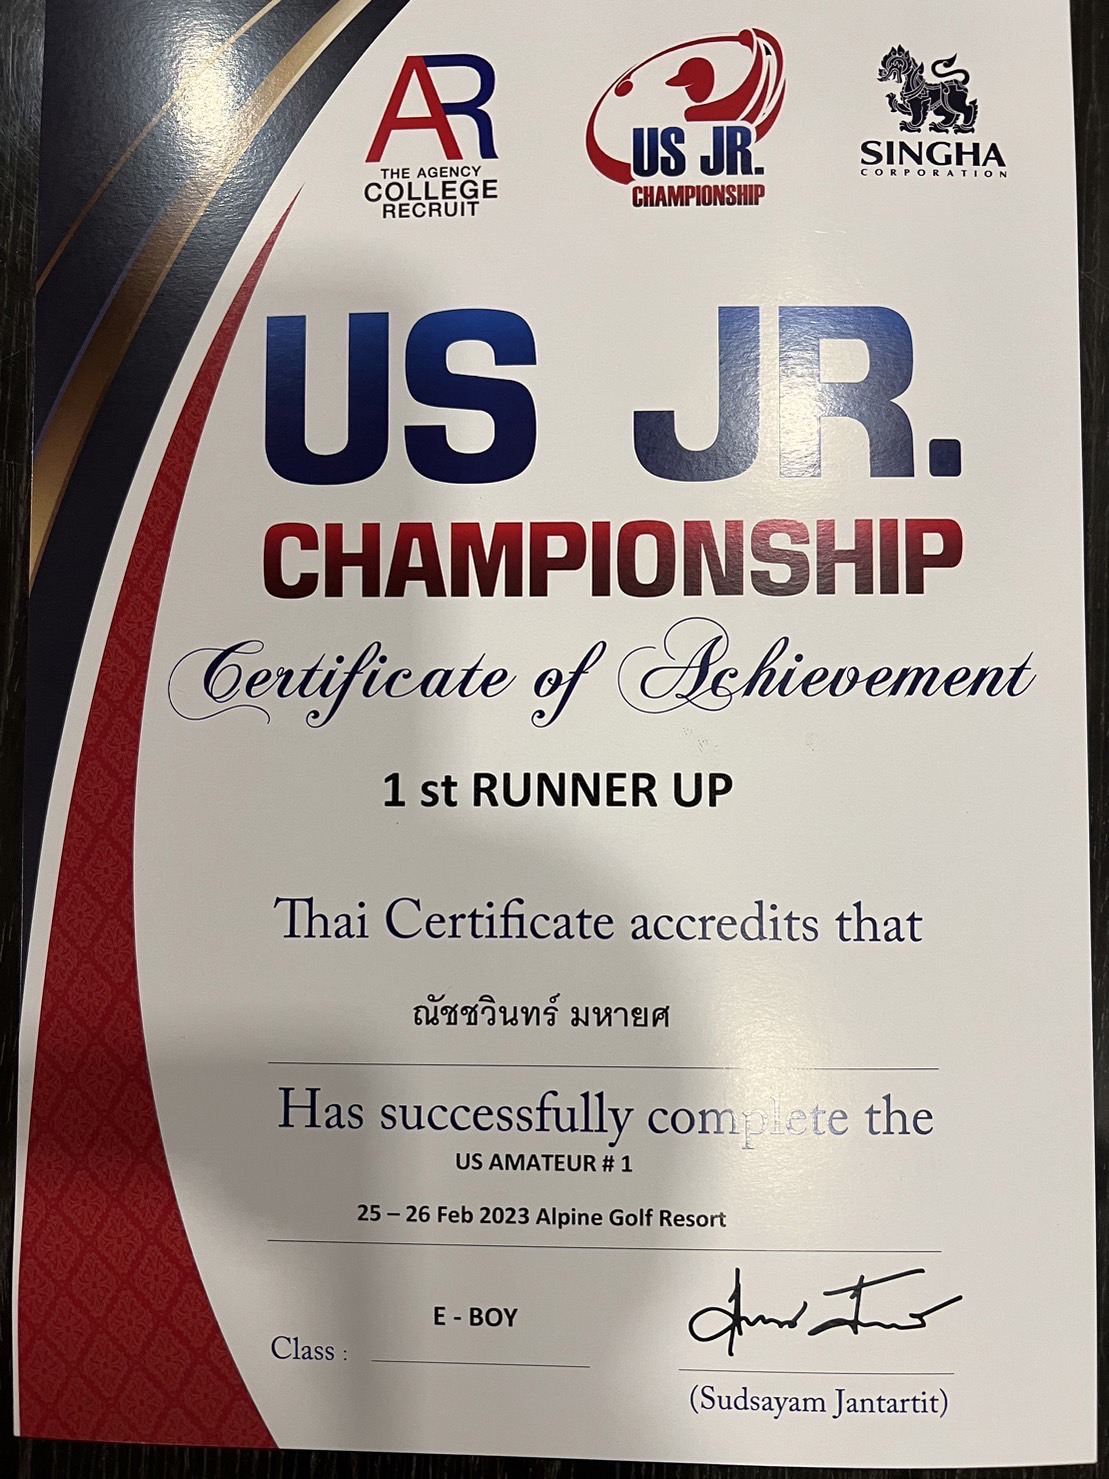 AR
THE AGENCY
COLLEGE
RECRUIT
US JR.
CHAMPIONSHIP
SINGHA
CORPORATION
US JR.
CHAMPIONSHIP
Certificate of Achievement
1 st RUNNER UP
Thai Certificate accredits that
ณัชชวินทร์ มหายศ
Has successfully complete the
US AMATEUR # 1
25 – 26 Feb 2023 Alpine Golf Resort
E - BOY
Class :
(Sudsayam Jantartit)